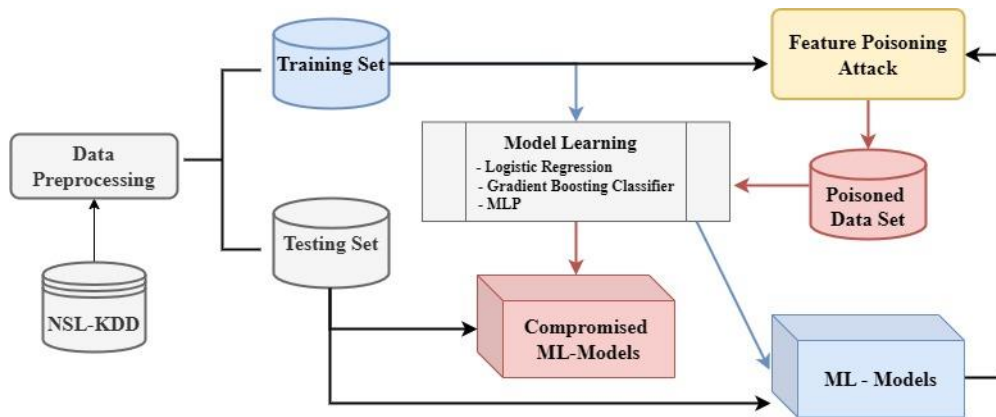 Training Set
Feature Poisoning
Attack
Data
Preprocessing
Model Learning
- Logistic Regression
- Gradient Boosting Classifier
- MLP
Poisoned
Data Set
Testing Set
NSL-KDD
Compromised
ML-Models
ML - Models